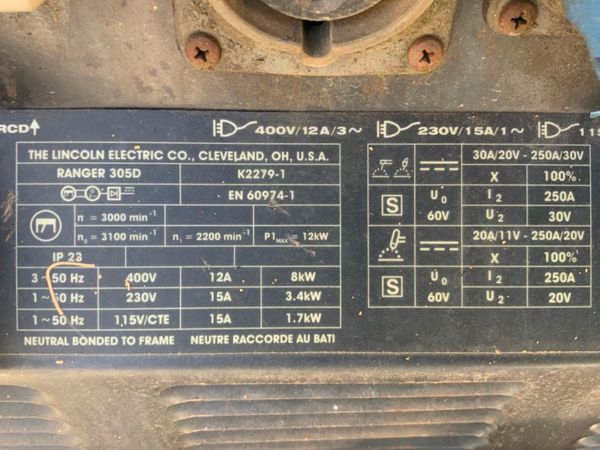 RCD 400V/12A/3~ 230V/15A/1~ 115
THE LINCOLN ELECTRIC CO., CLEVELAND, OH, U.S.A.
RANGER 305D K2279-1
EN 60974-1
n = 3000 min⁻¹
n₀ = 3100 min⁻¹ n₁ = 2200 min⁻¹ P1MAX = 12kW
IP 23
3~50 Hz 400V 12A 8kW
1~50 Hz 230V 15A 3.4kW
1~50 Hz 115V/CTE 15A 1.7kW
NEUTRAL BONDED TO FRAME NEUTRE RACCORDE AU BATI
30A/20V - 250A/30V
X 100%
S U₀ I₂ 250A
60V U₂ 30V
20A/11V - 250A/20V
X 100%
S U₀ I₂ 250A
60V U₂ 20V